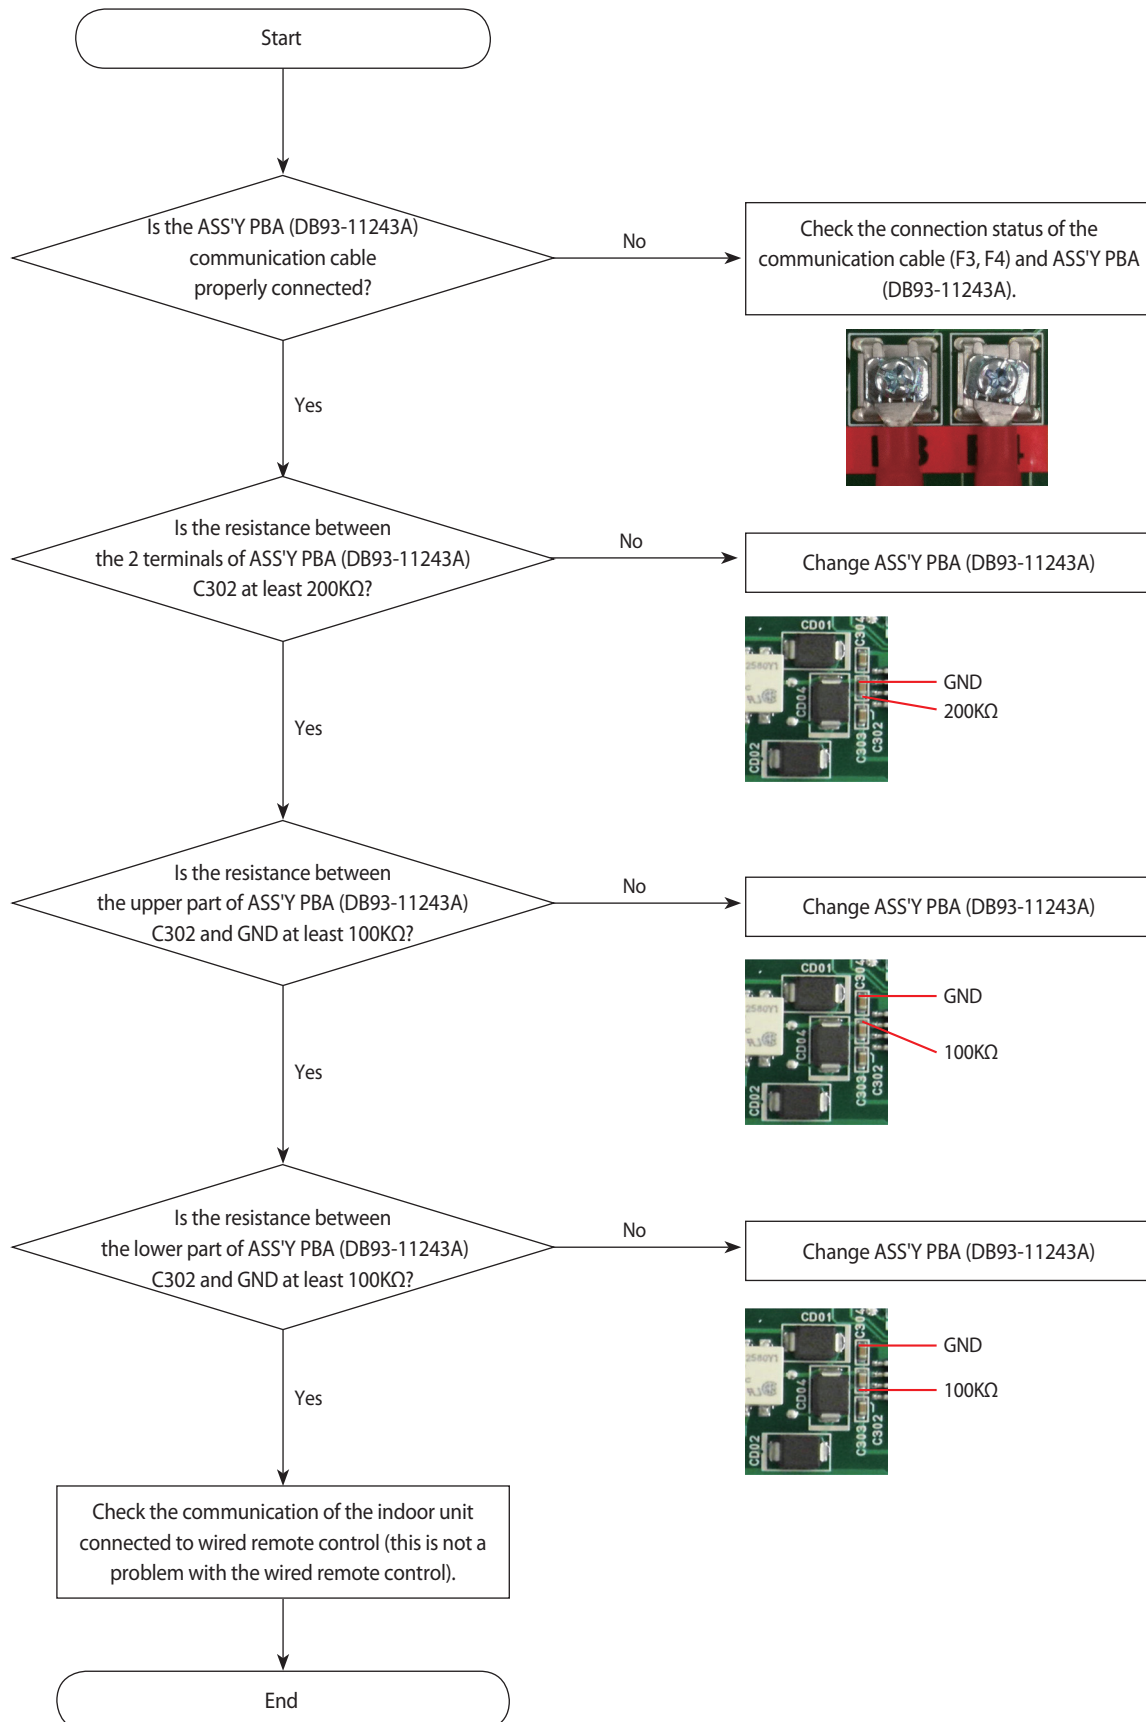 Start
Is the ASS'Y PBA (DB93-11243A)
communication cable
properly connected?
No
Check the connection status of the
communication cable (F3, F4) and ASS'Y PBA
(DB93-11243A).
Yes
Is the resistance between
the 2 terminals of ASS'Y PBA (DB93-11243A)
C302 at least 200KΩ?
No
Change ASS'Y PBA (DB93-11243A)
CD01
C304
CD04
CD02
C303
C302
GND
200KΩ
Yes
Is the resistance between
the upper part of ASS'Y PBA (DB93-11243A)
C302 and GND at least 100KΩ?
No
Change ASS'Y PBA (DB93-11243A)
CD01
C304
CD04
CD02
C303
C302
GND
100KΩ
Yes
Is the resistance between
the lower part of ASS'Y PBA (DB93-11243A)
C302 and GND at least 100KΩ?
No
Change ASS'Y PBA (DB93-11243A)
CD01
C304
CD04
CD02
C303
C302
GND
100KΩ
Yes
Check the communication of the indoor unit
connected to wired remote control (this is not a
problem with the wired remote control).
End